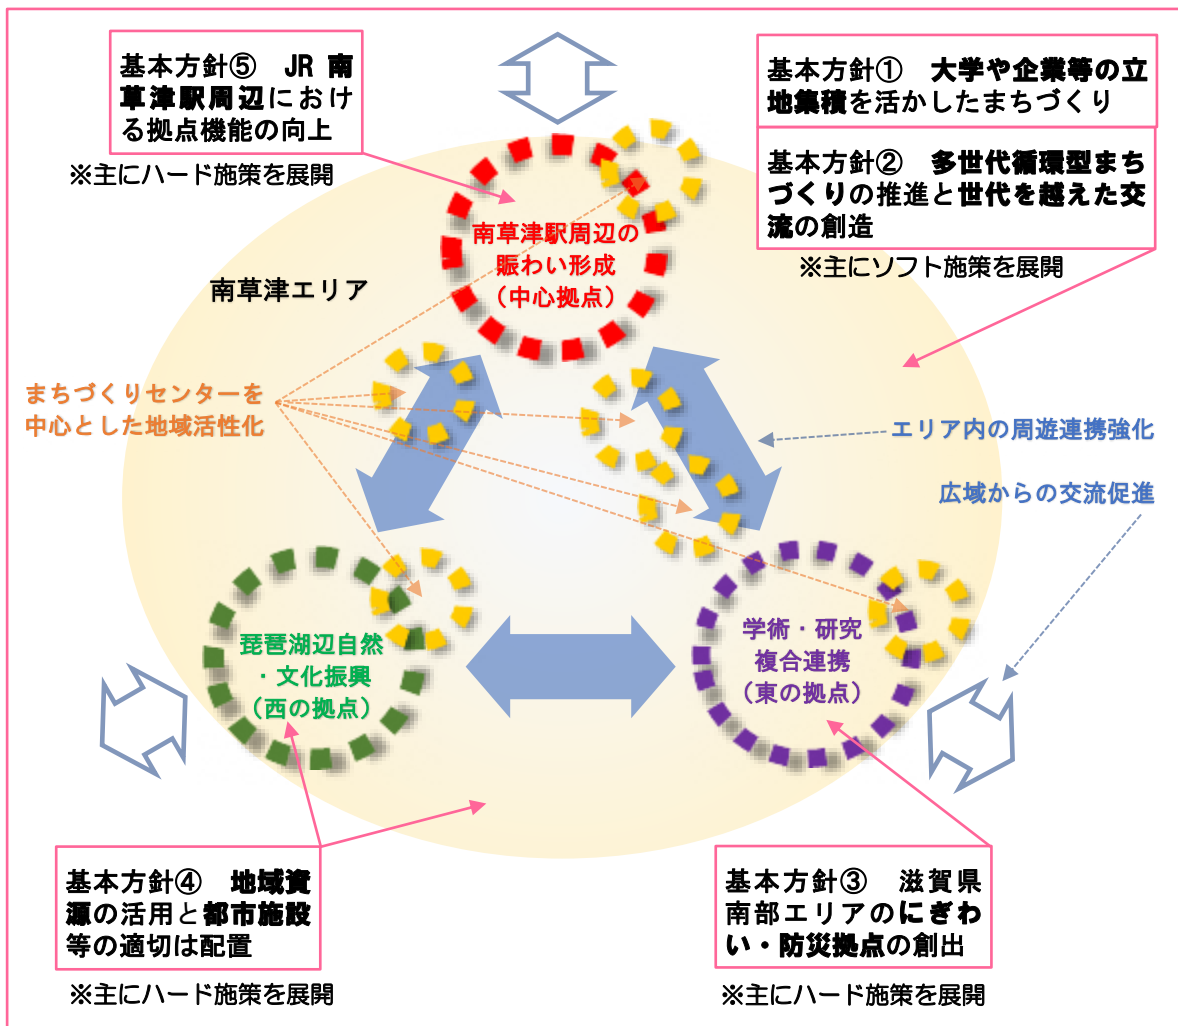 基本方針⑤　JR 南
草津駅周辺におけ
る拠点機能の向上
※主にハード施策を展開
基本方針①　大学や企業等の立
地集積を活かしたまちづくり
基本方針②　多世代循環型まち
づくりの推進と世代を越えた交
流の創造
※主にソフト施策を展開
南草津駅周辺の
賑わい形成
（中心拠点）
南草津エリア
まちづくりセンターを
中心とした地域活性化
エリア内の周遊連携強化
広域からの交流促進
琵琶湖辺自然
・文化振興
（西の拠点）
学術・研究
複合連携
（東の拠点）
基本方針④　地域資
源の活用と都市施設
等の適切は配置
※主にハード施策を展開
基本方針③　滋賀県
南部エリアのにぎわ
い・防災拠点の創出
※主にハード施策を展開